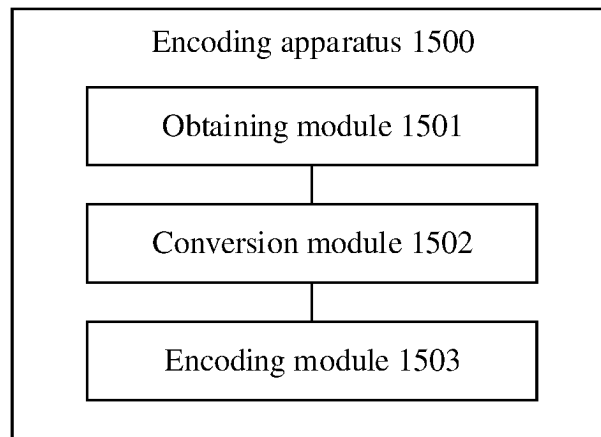 Encoding apparatus 1500
Obtaining module 1501
Conversion module 1502
Encoding module 1503